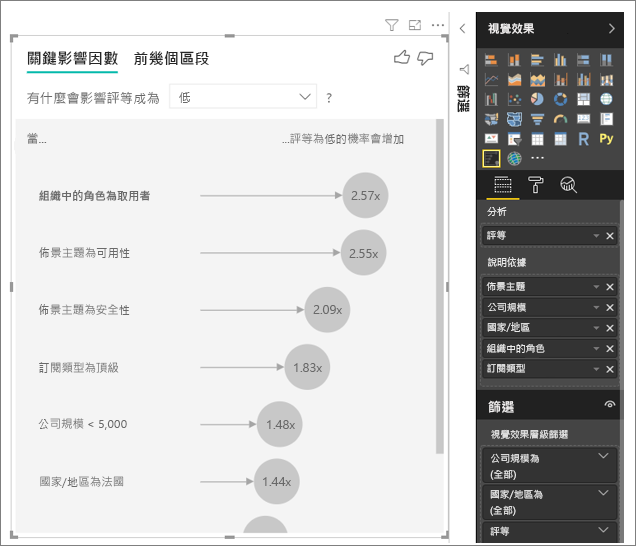 關鍵影響因數 前幾個區段
有什麼會影響評等成為 低 ?
當... ...評等為低的機率會增加
組織中的角色為取用者 2.57x
佈景主題為可用性 2.55x
佈景主題為安全性 2.09x
訂閱類型為頂級 1.83x
公司規模 < 5,000 1.48x
國家/地區為法國 1.44x
篩選
視覺效果
R Py
分析
評等
說明依據
佈景主題
公司規模
國家/地區
組織中的角色
訂閱類型
篩選
視覺效果層級篩選
公司規模為
(全部)
國家/地區為
(全部)
評等